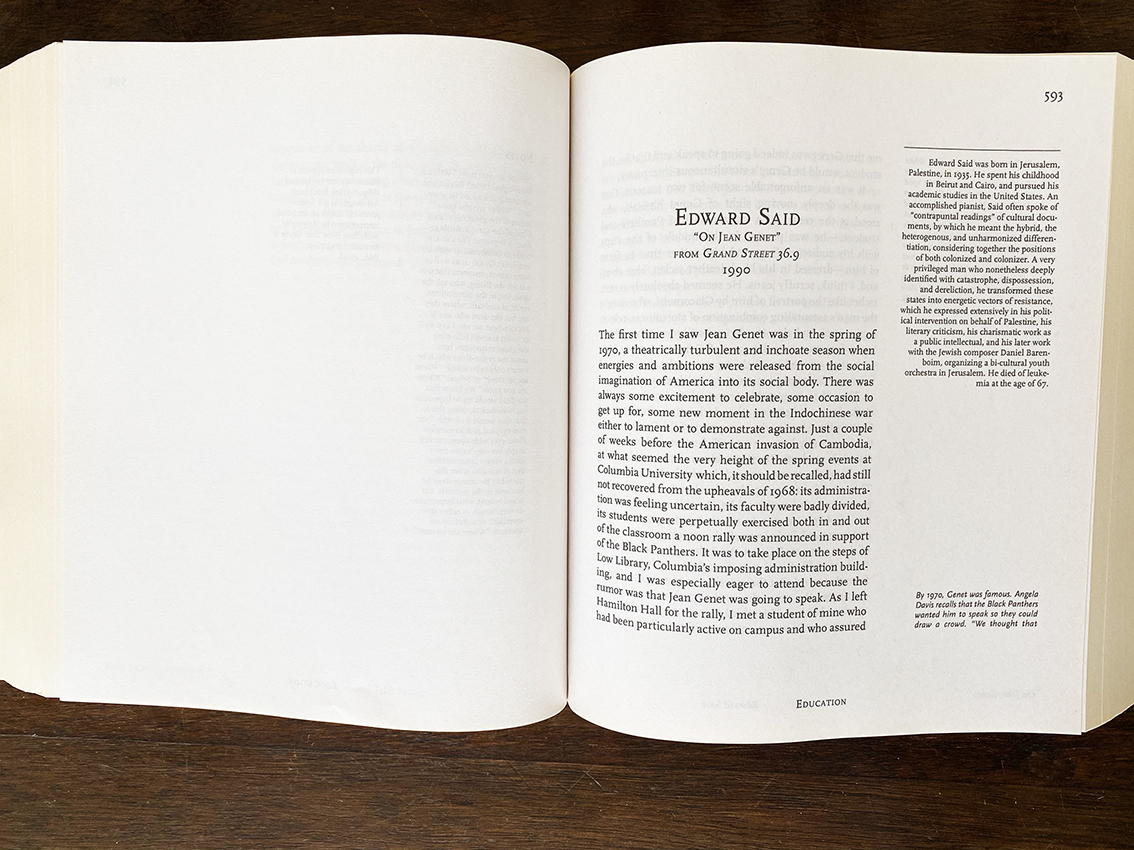 593
Edward Said was born in Jerusalem,
Palestine, in 1935. He spent his childhood
in Beirut and Cairo, and pursued his
academic studies in the United States. An
accomplished pianist, Said often spoke of
"contrapuntal readings" of cultural docu-
ments, by which he meant the hybrid, the
heterogenous, and unharmonized differen-
tiation, considering together the positions
of both colonized and colonizer. A very
privileged man who nonetheless deeply
identified with catastrophe, dispossession,
and dereliction, he transformed these
states into energetic vectors of resistance,
which he expressed extensively in his polit-
ical intervention on behalf of Palestine, his
literary criticism, his charismatic work as
a public intellectual, and his later work
with the Jewish composer Daniel Baren-
boim, organizing a bi-cultural youth
orchestra in Jerusalem. He died of leuke-
mia at the age of 67.
EDWARD SAID
"ON JEAN GENET"
FROM GRAND STREET 36.9
1990
The first time I saw Jean Genet was in the spring of
1970, a theatrically turbulent and inchoate season when
energies and ambitions were released from the social
imagination of America into its social body. There was
always some excitement to celebrate, some occasion to
get up for, some new moment in the Indochinese war
either to lament or to demonstrate against. Just a couple
of weeks before the American invasion of Cambodia,
at what seemed the very height of the spring events at
Columbia University which, it should be recalled, had still
not recovered from the upheavals of 1968: its administra-
tion was feeling uncertain, its faculty were badly divided,
its students were perpetually exercised both in and out
of the classroom a noon rally was announced in support
of the Black Panthers. It was to take place on the steps of
Low Library, Columbia's imposing administration build-
ing, and I was especially eager to attend because the
rumor was that Jean Genet was going to speak. As I left
Hamilton Hall for the rally, I met a student of mine who
had been particularly active on campus and who assured
By 1970, Genet was famous. Angela
Davis recalls that the Black Panthers
wanted him to speak so they could
draw a crowd. "We thought that
EDUCATION